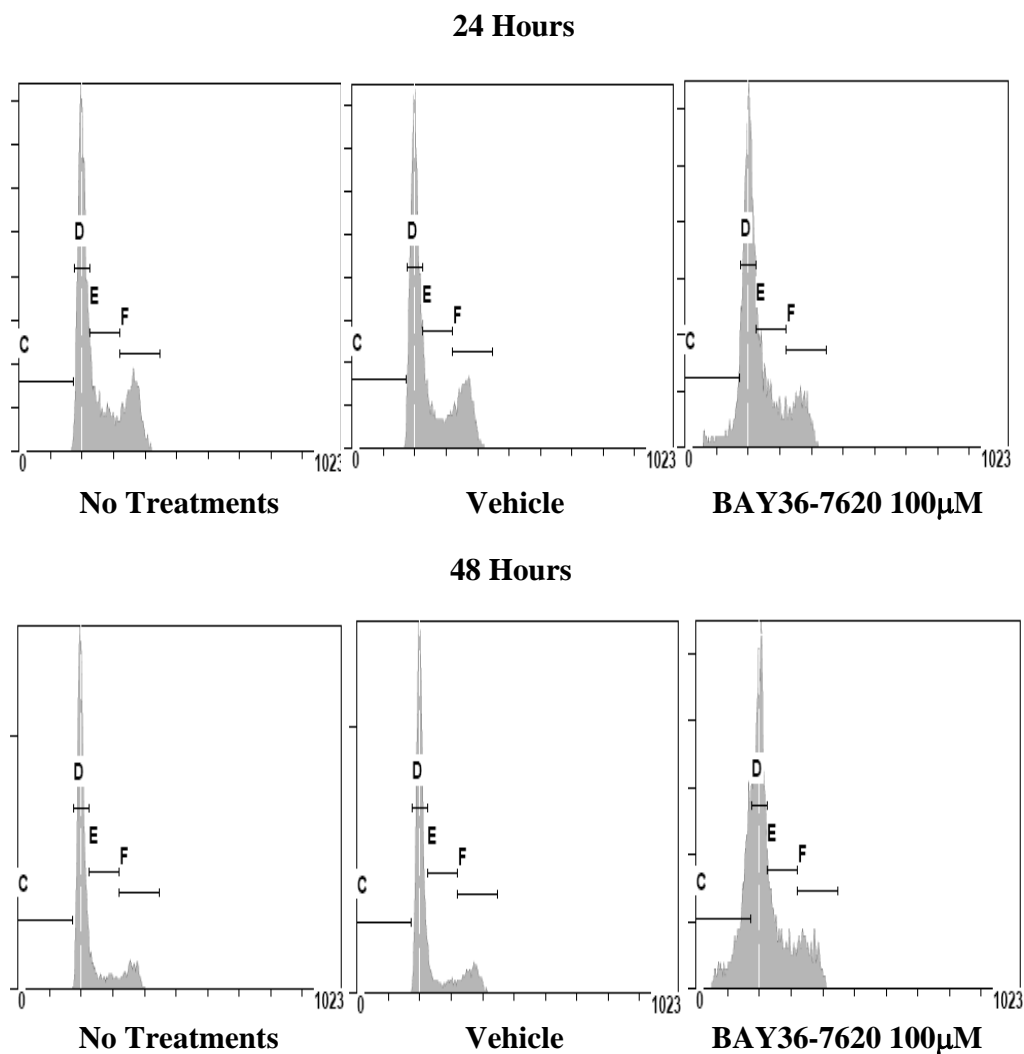 24 Hours
D D D
E E E
F F F
C C C
0 1023 0 1023 0 1023
No Treatments Vehicle BAY36-7620 100μM
48 Hours
D D D
E E E
F F F
C C C
0 1023 0 1023 0 1023
No Treatments Vehicle BAY36-7620 100μM